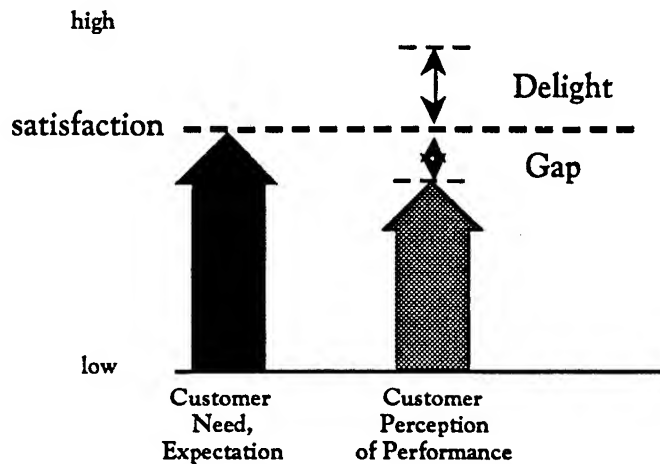 high
Delight
satisfaction
Gap
low
Customer
Need,
Expectation
Customer
Perception
of Performance